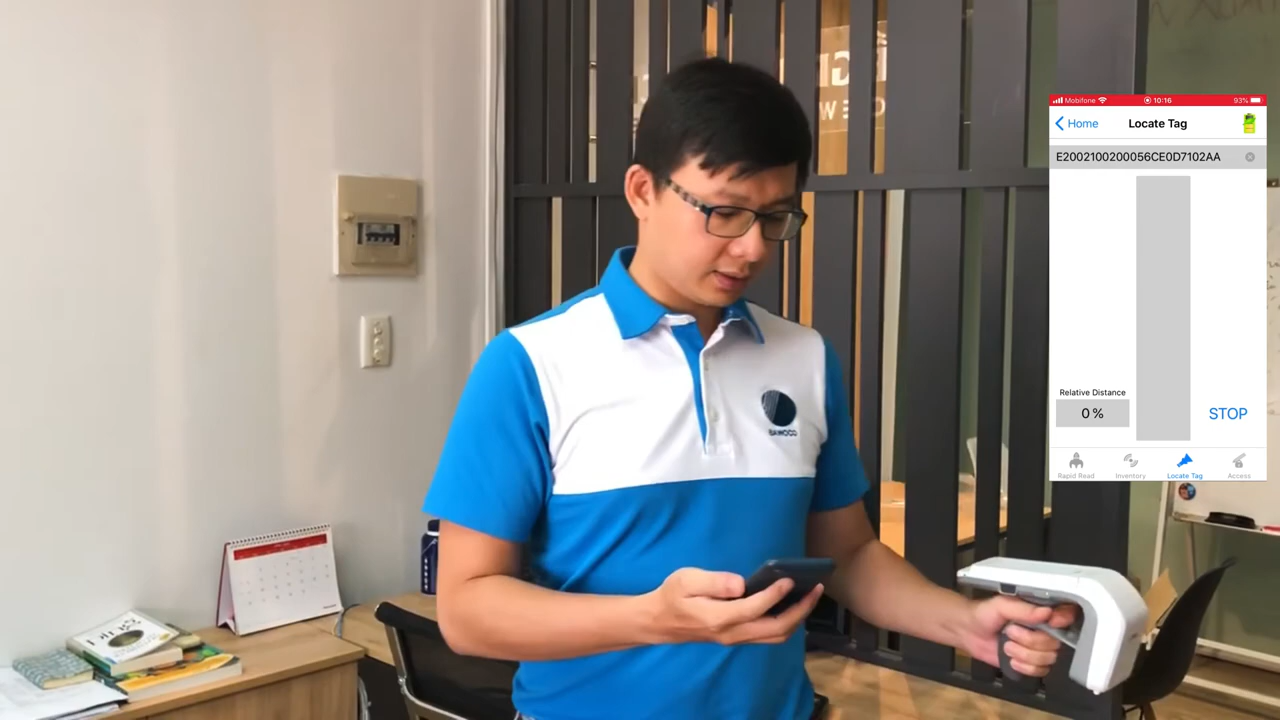 Mobifone
10:16
93%
Home
Locate Tag
E2002100200056CE0D7102AA
Relative Distance
0 %
STOP
Rapid Read
Inventory
Locate Tag
Access